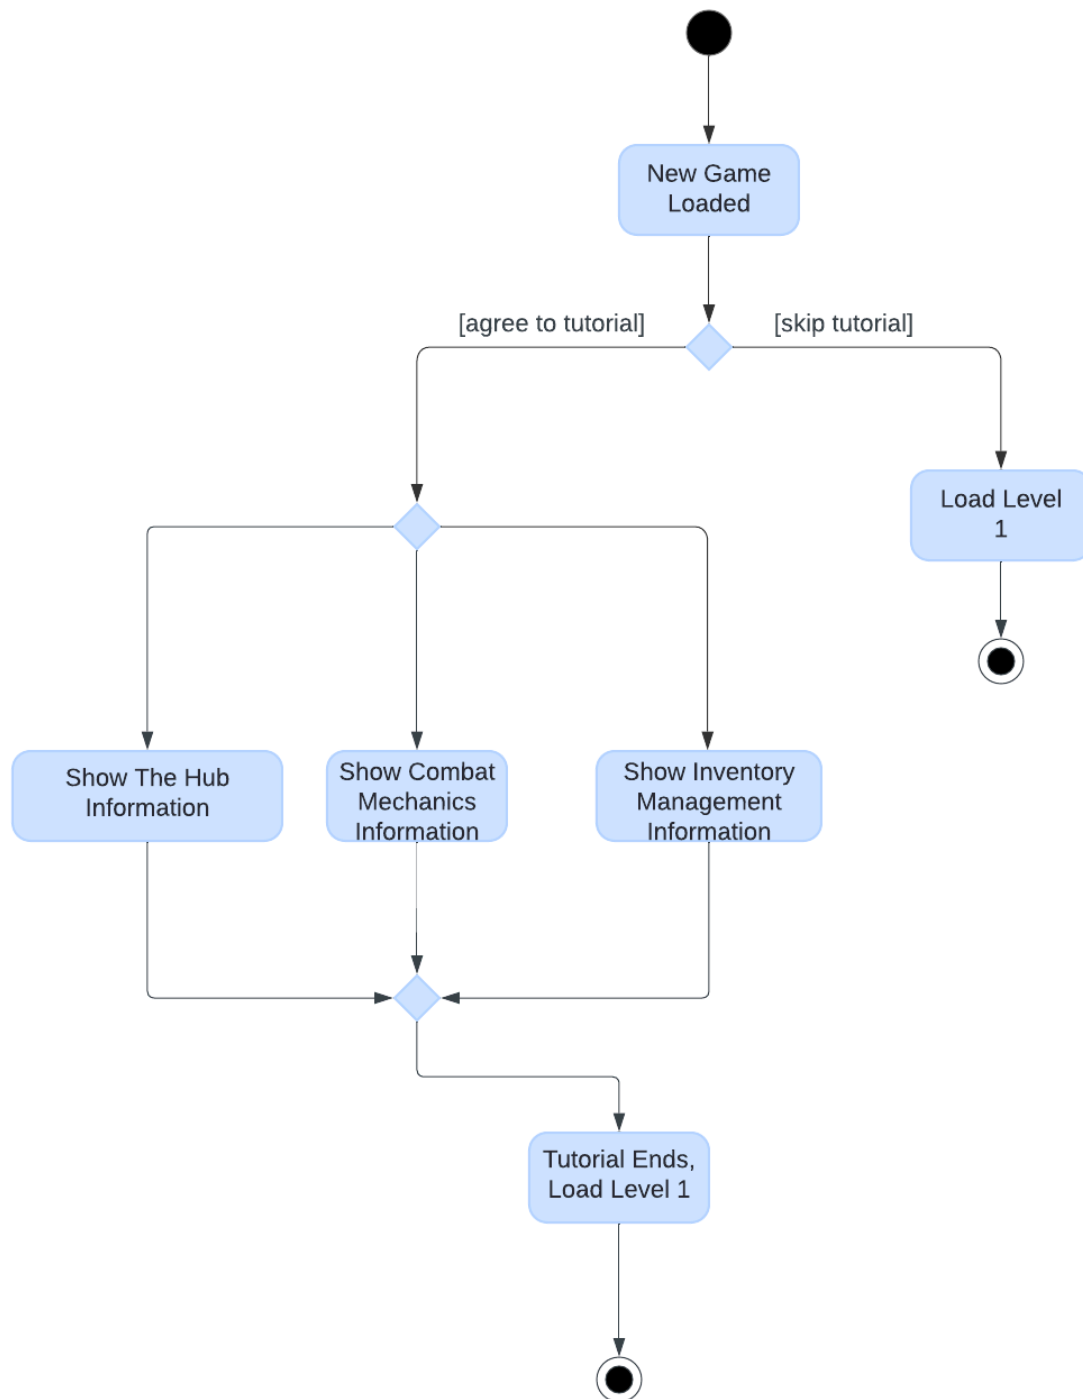 New Game
Loaded
[agree to tutorial]
[skip tutorial]
Load Level
1
Show The Hub
Information
Show Combat
Mechanics
Information
Show Inventory
Management
Information
Tutorial Ends,
Load Level 1